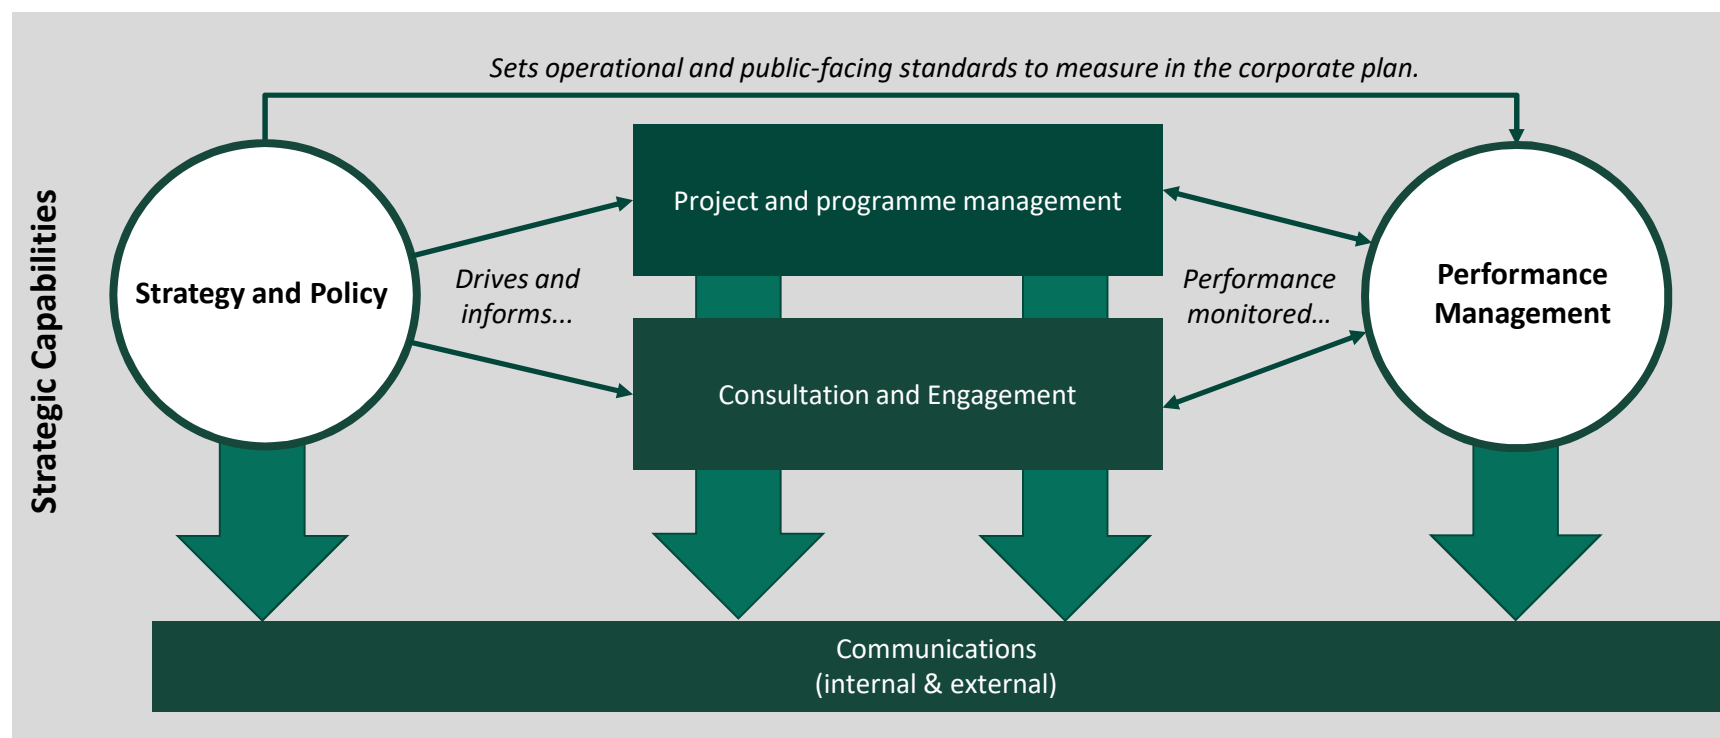 Sets operational and public-facing standards to measure in the corporate plan.
Strategic Capabilities
Strategy and Policy
Drives and
informs...
Project and programme management
Consultation and Engagement
Performance
monitored…
Performance
Management
Communications
(internal & external)